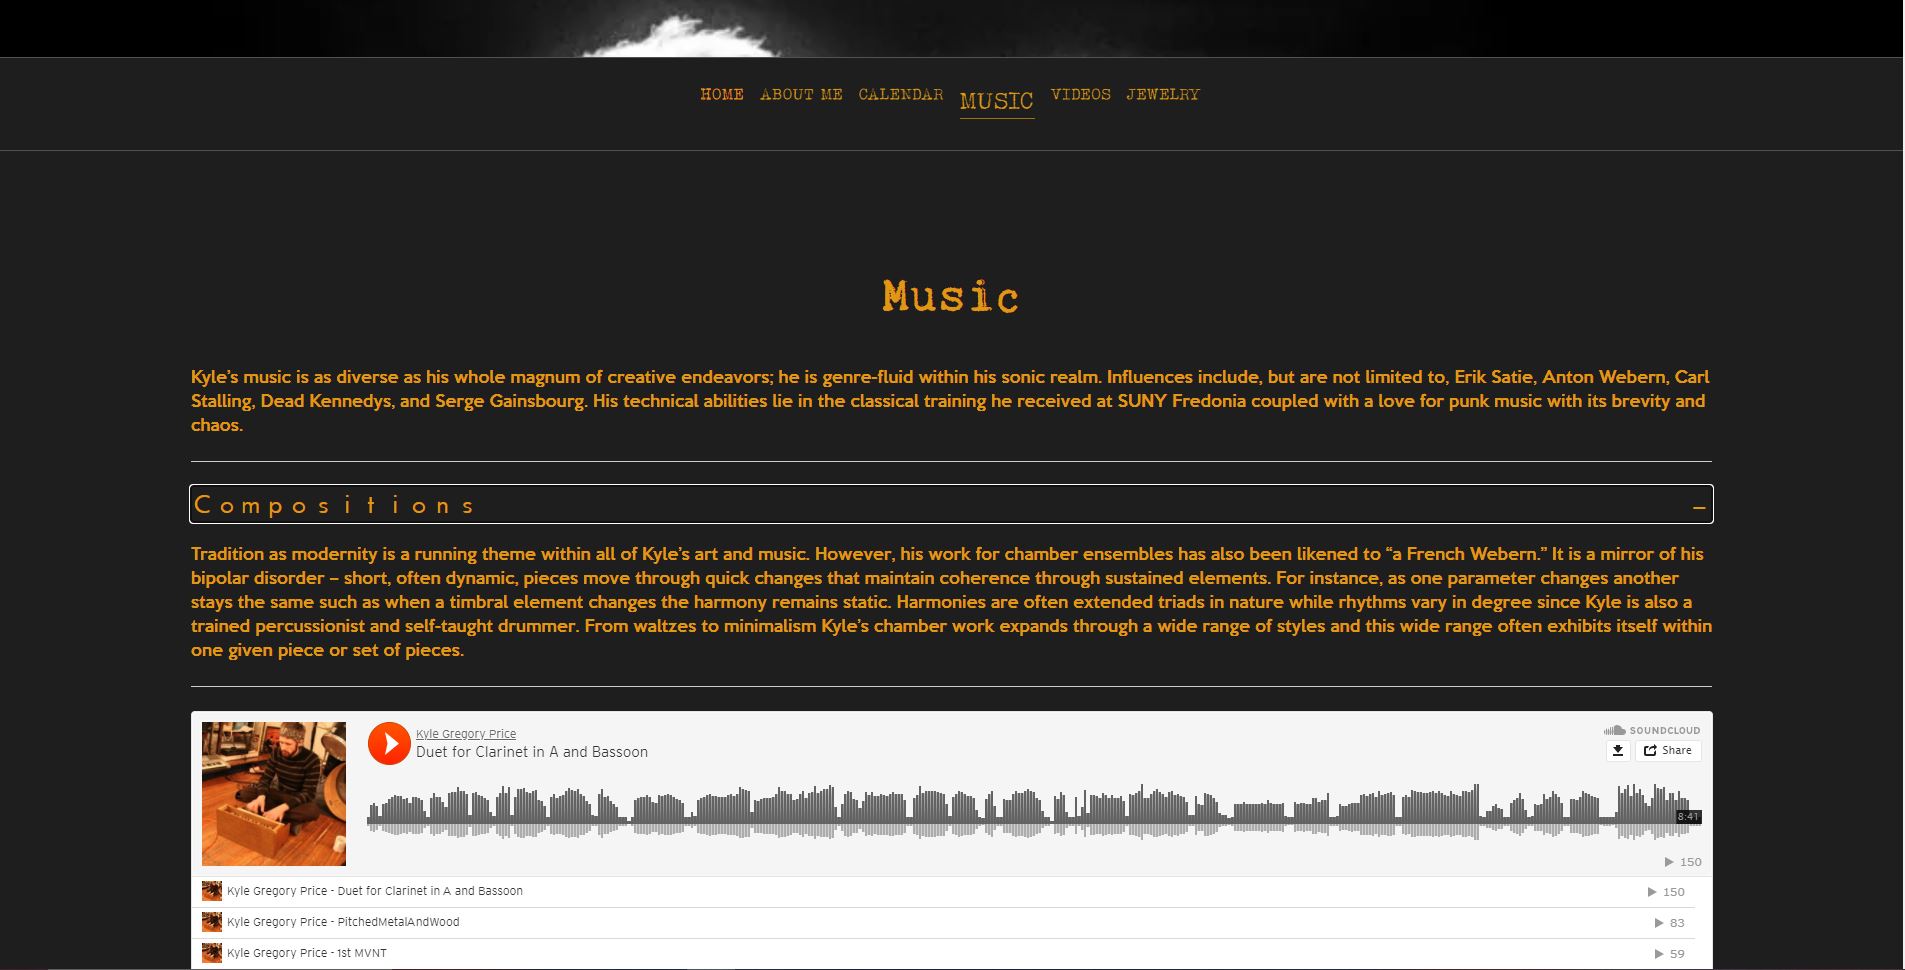 HOME ABOUT ME CALENDAR MUSIC VIDEOS JEWELRY
Music
Kyle’s music is as diverse as his whole magnum of creative endeavors; he is genre-fluid within his sonic realm. Influences include, but are not limited to, Erik Satie, Anton Webern, Carl
Stalling, Dead Kennedys, and Serge Gainsbourg. His technical abilities lie in the classical training he received at SUNY Fredonia coupled with a love for punk music with its brevity and
chaos.
Compositions –
Tradition as modernity is a running theme within all of Kyle’s art and music. However, his work for chamber ensembles has also been likened to “a French Webern.” It is a mirror of his
bipolar disorder – short, often dynamic, pieces move through quick changes that maintain coherence through sustained elements. For instance, as one parameter changes another
stays the same such as when a timbral element changes the harmony remains static. Harmonies are often extended triads in nature while rhythms vary in degree since Kyle is also a
trained percussionist and self-taught drummer. From waltzes to minimalism Kyle’s chamber work expands through a wide range of styles and this wide range often exhibits itself within
one given piece or set of pieces.
Kyle Gregory Price
Duet for Clarinet in A and Bassoon
SOUNDCLOUD
Share
8:41
150
Kyle Gregory Price - Duet for Clarinet in A and Bassoon 150
Kyle Gregory Price - PitchedMetalAndWood 83
Kyle Gregory Price - 1st MVNT 59